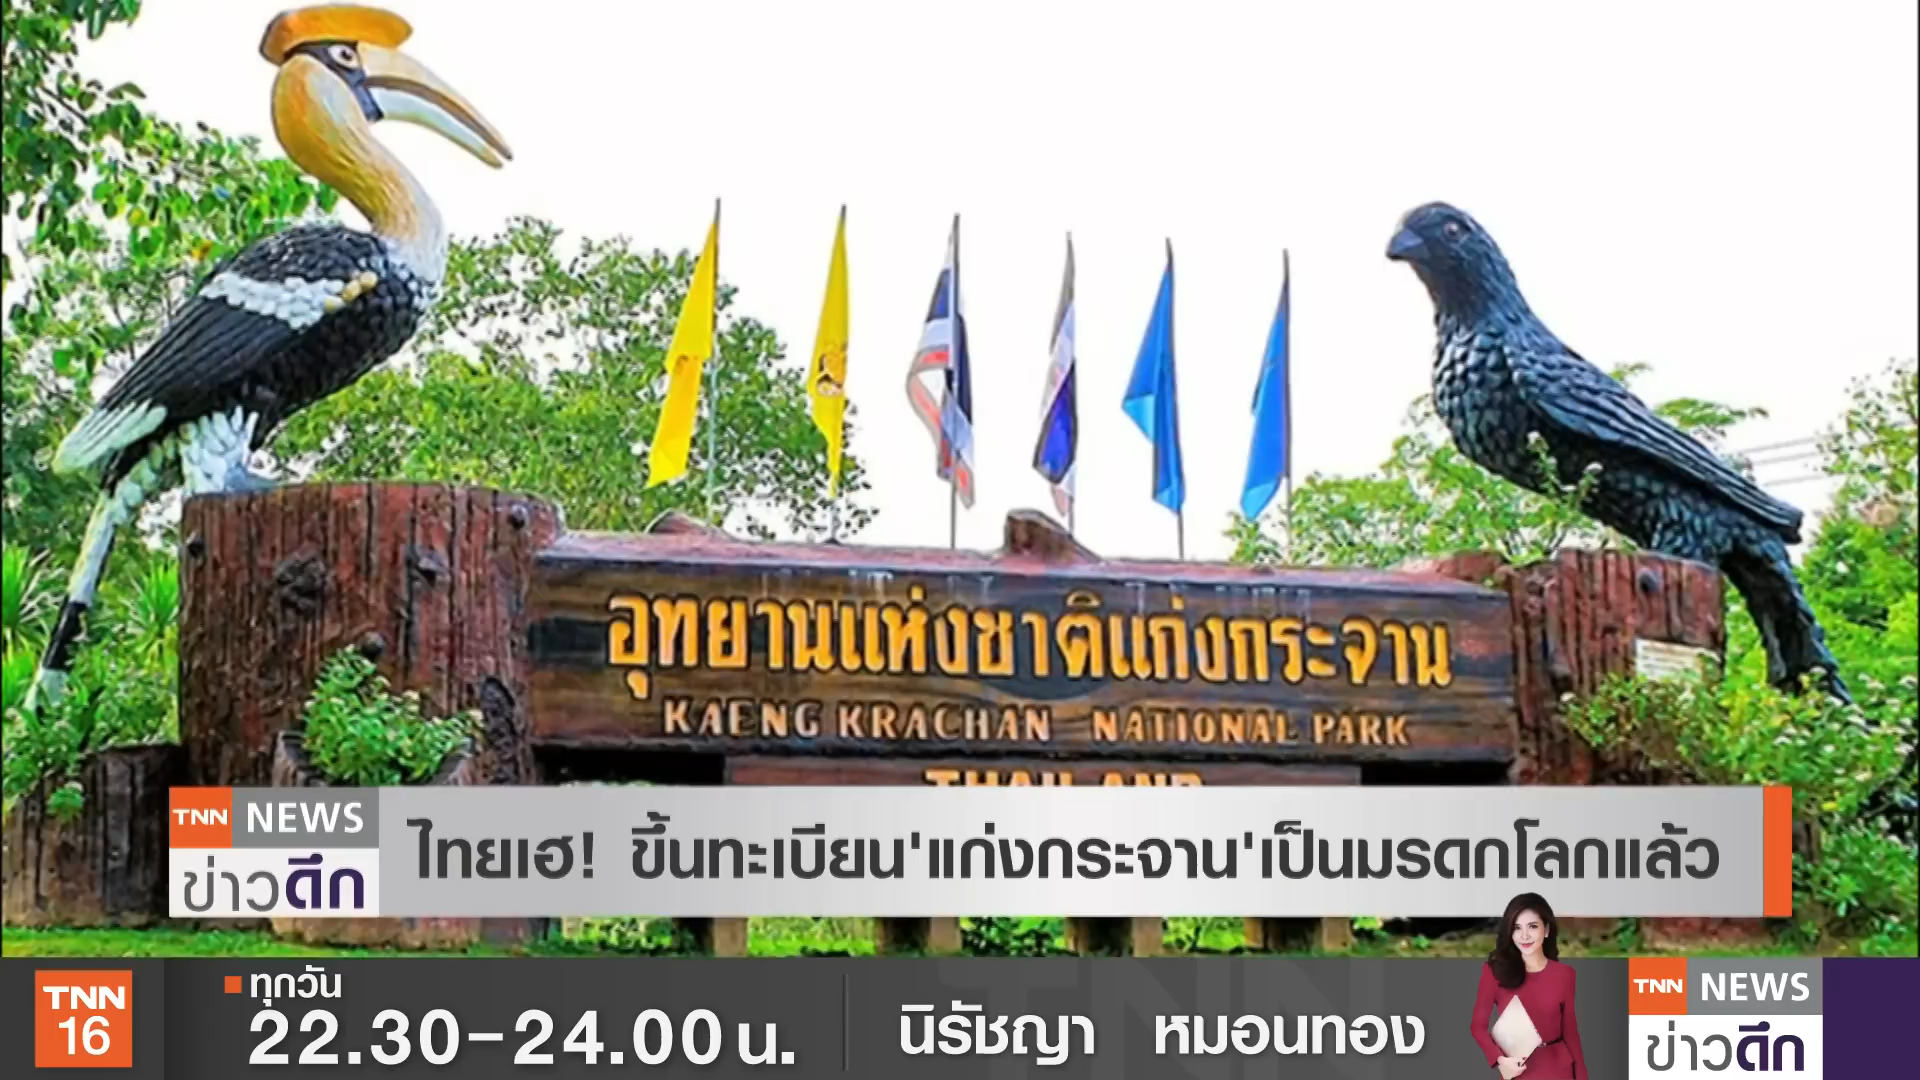 อุทยานแห่งชาติแก่งกระจาน
KAENG KRACHAN NATIONAL PARK
THAILAND
TNN NEWS
ข่าวดึก
ไทยเฮ! ขึ้นทะเบียน'แก่งกระจาน'เป็นมรดกโลกแล้ว
TNN
16
ทุกวัน
22.30-24.00 น.
นิรัชญา หมอนทอง
TNN NEWS
ข่าวดึก